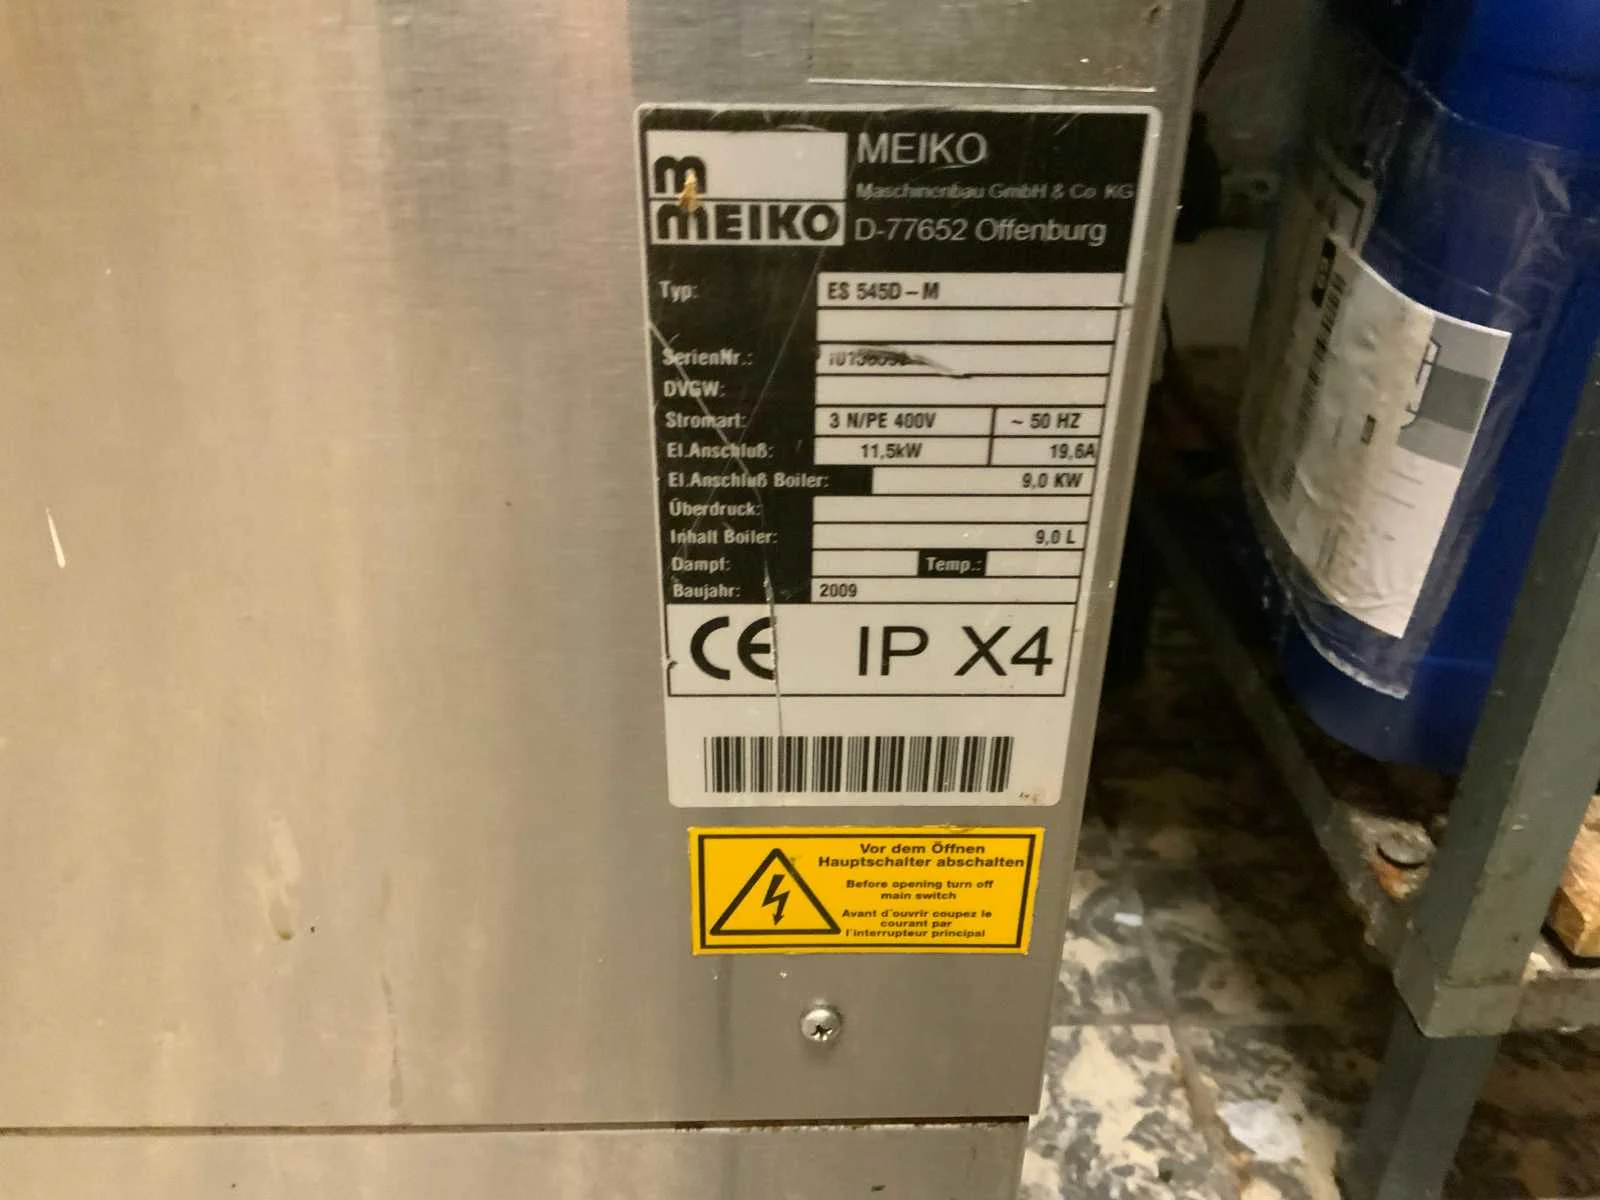 m
MEIKO
MEIKO
Maschinenbau GmbH & Co KG
D-77652 Offenburg
Typ: ES 545D-M
SerienNr.:
DVGW:
Stromart: 3 N/PE 400V ~ 50 HZ
El.Anschluß: 11,5kW 19,6A
El.Anschluß Boiler: 9,0 KW
Überdruck:
Inhalt Boiler: 9,0 L
Dampf: Temp.:
Baujahr: 2009
CE IP X4
Vor dem Öffnen
Hauptschalter abschalten
Before opening turn off
main switch
Avant d'ouvrir coupez le
courant par
l'interrupteur principal